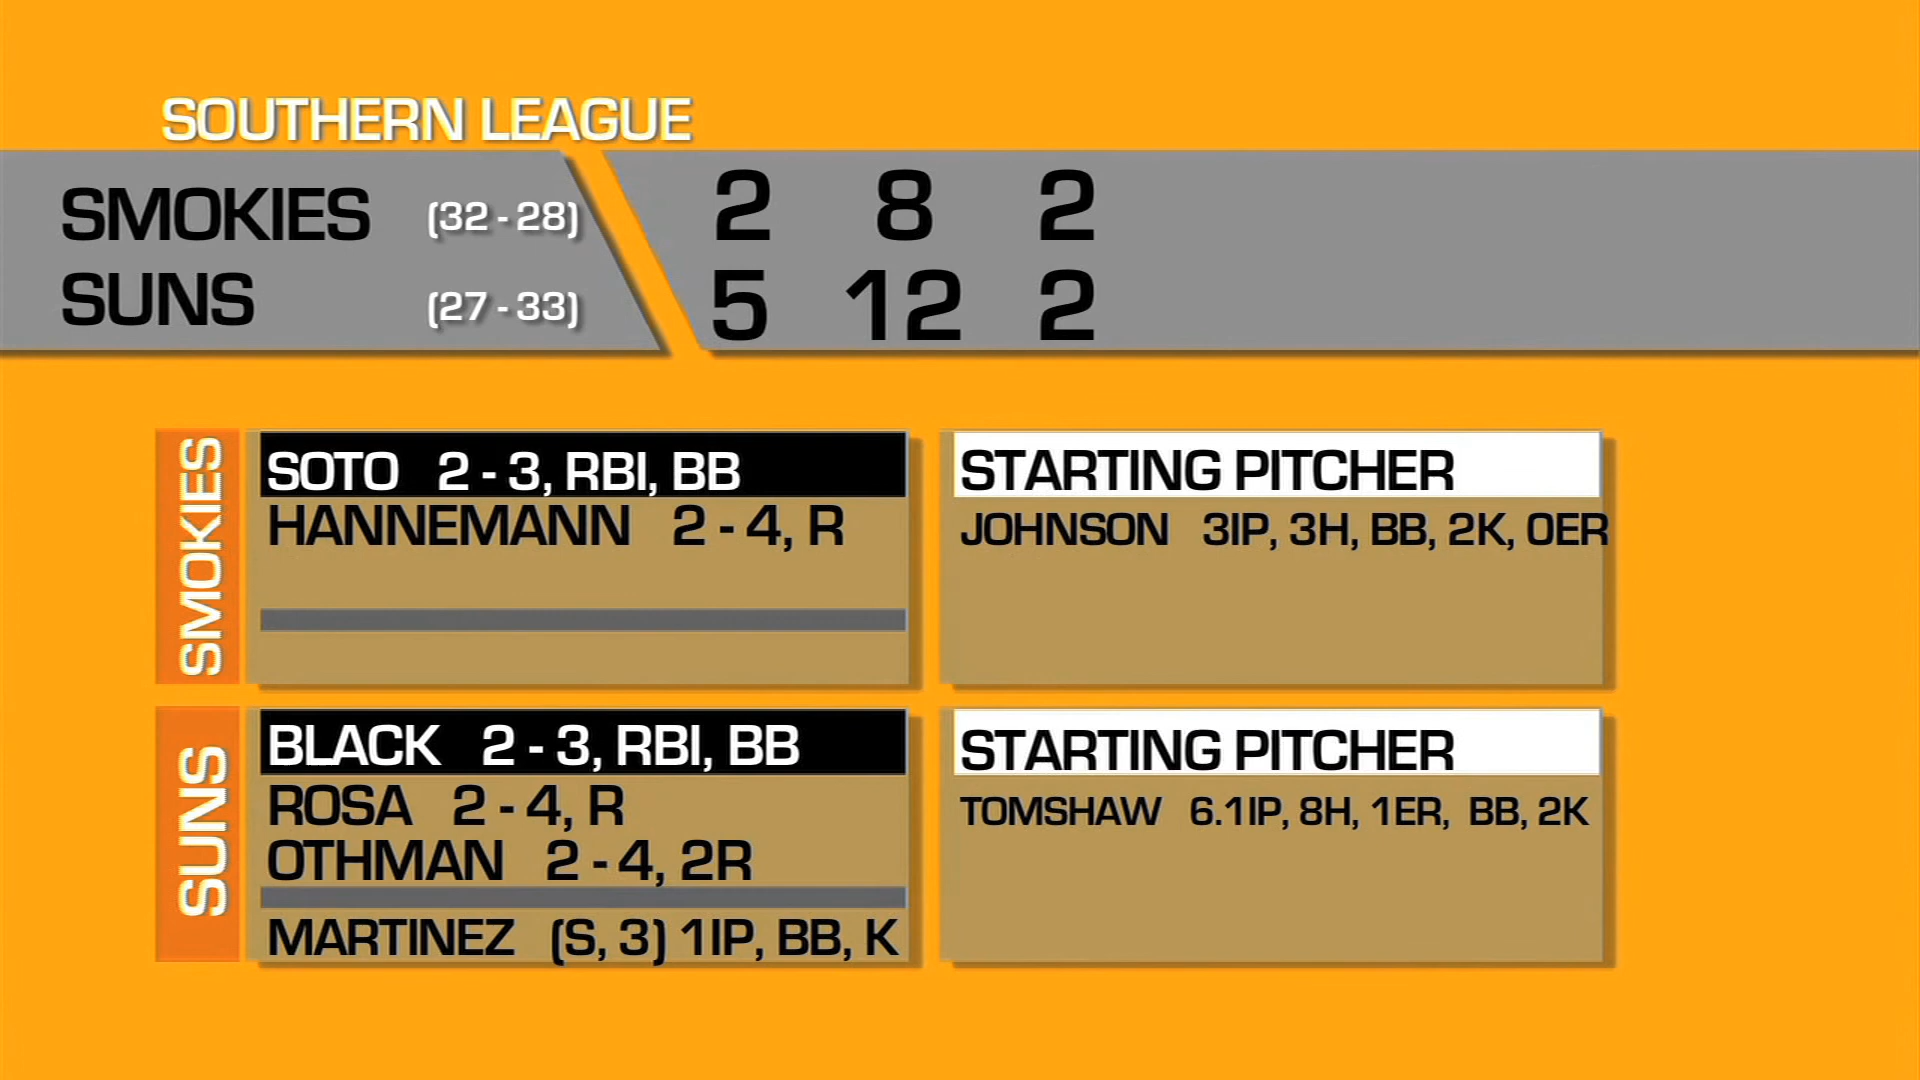 SOUTHERN LEAGUE
SMOKIES (32 - 28) 2 8 2
SUNS (27 - 33) 5 12 2
SMOKIES
SOTO 2 - 3, RBI, BB
HANNEMANN 2 - 4, R
STARTING PITCHER
JOHNSON 3IP, 3H, BB, 2K, 0ER
SUNS
BLACK 2 - 3, RBI, BB
ROSA 2 - 4, R
OTHMAN 2 - 4, 2R
MARTINEZ (S, 3) 1IP, BB, K
STARTING PITCHER
TOMSHAW 6.1IP, 8H, 1ER, BB, 2K